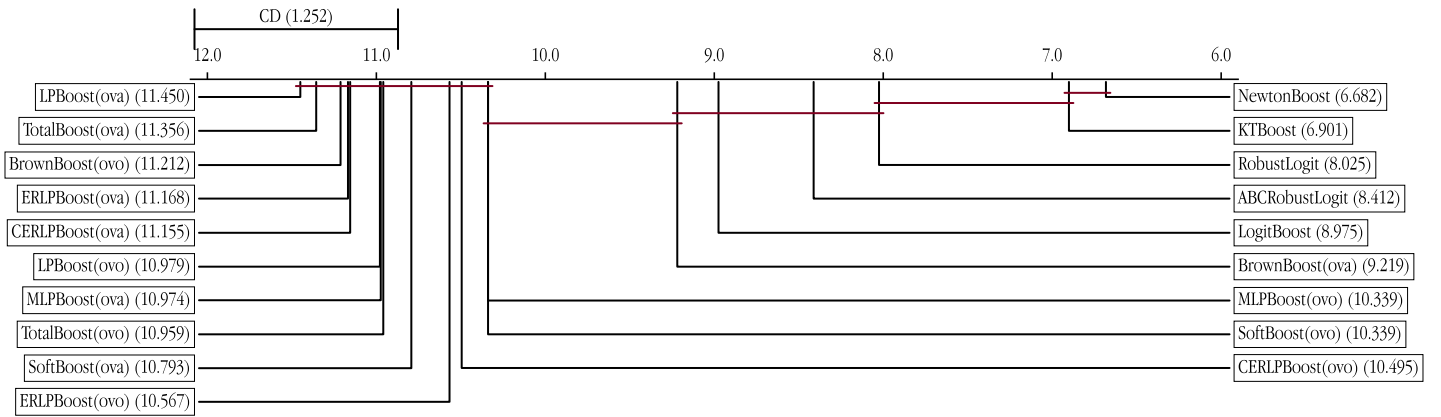 CD (1.252)
12.0 11.0 10.0 9.0 8.0 7.0 6.0
LPBoost(ova) (11.450)
TotalBoost(ova) (11.356)
BrownBoost(ovo) (11.212)
ERLPBoost(ova) (11.168)
CERLPBoost(ova) (11.155)
LPBoost(ovo) (10.979)
MLPBoost(ova) (10.974)
TotalBoost(ovo) (10.959)
SoftBoost(ova) (10.793)
ERLPBoost(ovo) (10.567)
NewtonBoost (6.682)
KTBoost (6.901)
RobustLogit (8.025)
ABCRobustLogit (8.412)
LogitBoost (8.975)
BrownBoost(ova) (9.219)
MLPBoost(ovo) (10.339)
SoftBoost(ovo) (10.339)
CERLPBoost(ovo) (10.495)